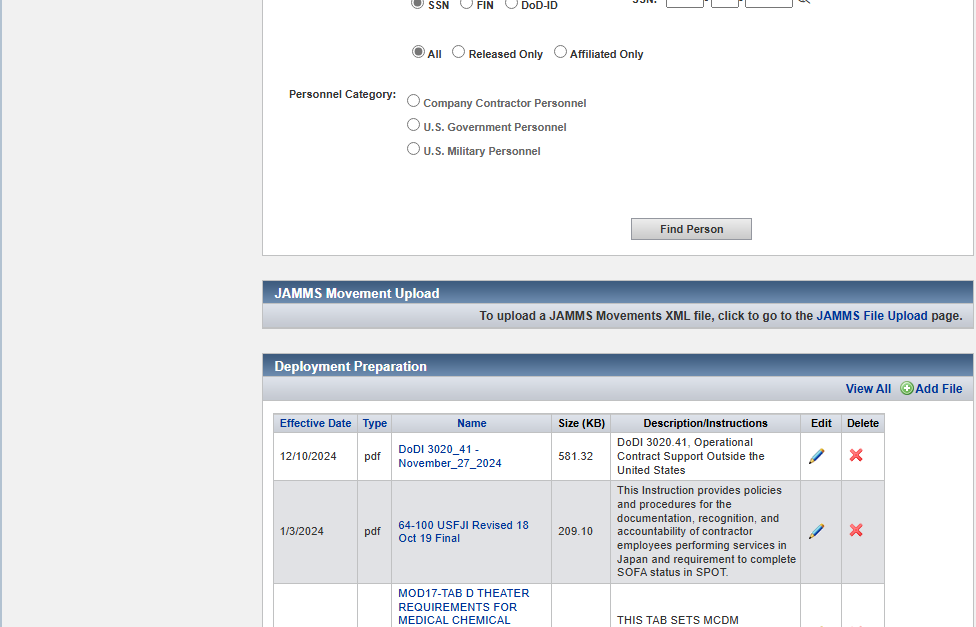 SSN FIN DoD-ID SSN:
All Released Only Affiliated Only
Personnel Category:
Company Contractor Personnel
U.S. Government Personnel
U.S. Military Personnel
Find Person
JAMMS Movement Upload
To upload a JAMMS Movements XML file, click to go to the JAMMS File Upload page.
Deployment Preparation
View All Add File
Effective Date Type Name Size (KB) Description/Instructions Edit Delete
12/10/2024 pdf
DoDI 3020_41 -
November_27_2024
581.32
DoDI 3020.41, Operational
Contract Support Outside the
United States
1/3/2024 pdf
64-100 USFJI Revised 18
Oct 19 Final
209.10
This Instruction provides policies
and procedures for the
documentation, recognition, and
accountability of contractor
employees performing services in
Japan and requirement to complete
SOFA status in SPOT.
MOD17-TAB D THEATER
REQUIREMENTS FOR
MEDICAL CHEMICAL
THIS TAB SETS MCDM